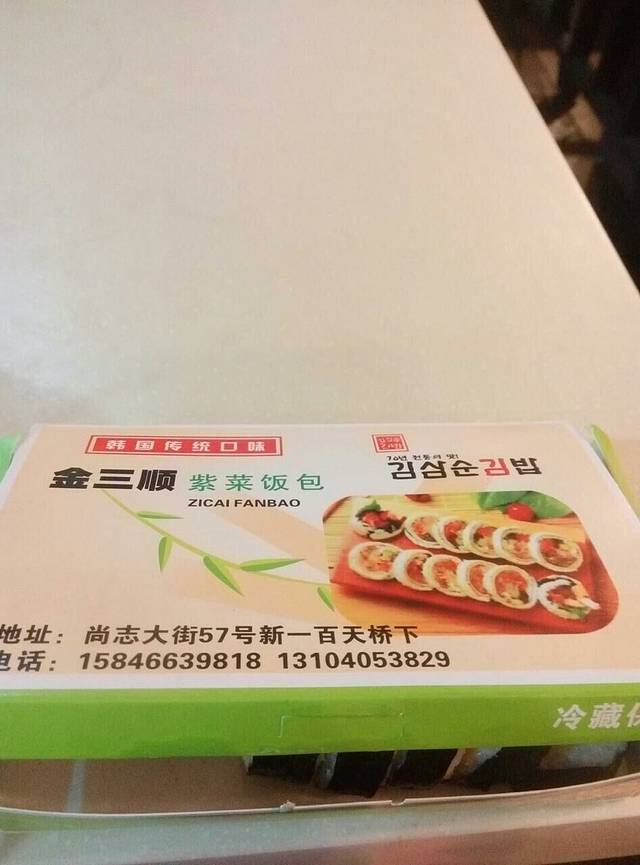 韩国传统口味
金三顺 紫菜饭包
ZICAI FANBAO
김삼순김밥
地址：尚志大街57号新一百天桥下
电话：15846639818 13104053829
冷藏